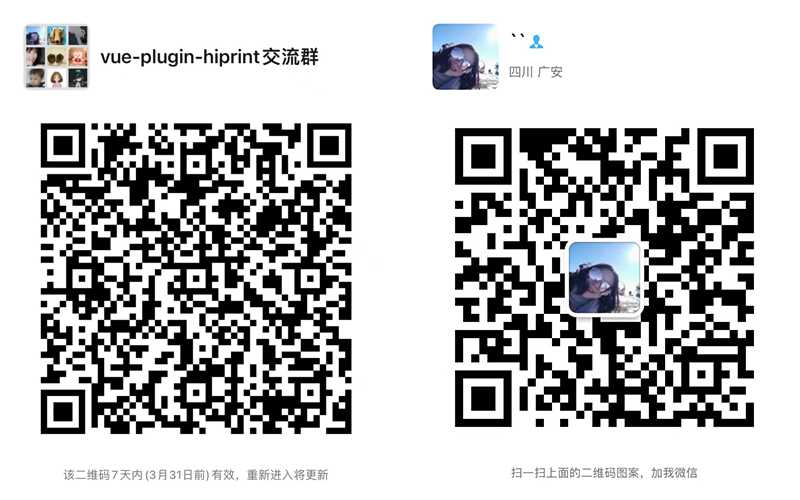 vue-plugin-hiprint交流群
该二维码7天内(3月31日前)有效，重新进入将更新
``
四川 广安
扫一扫上面的二维码图案，加我微信